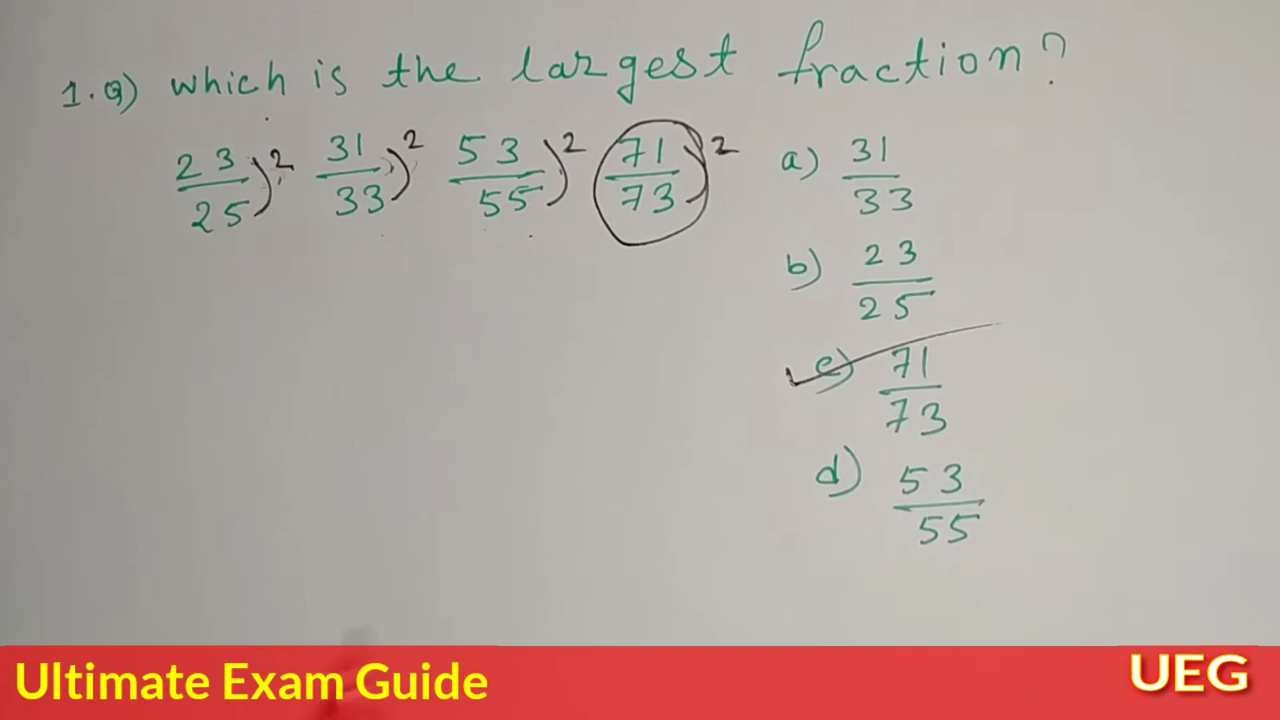 1.Q) which is the largest fraction?
23/25)2 31/33)2 53/55)2 71/73)2
a) 31/33
b) 23/25
c) 71/73
d) 53/55
Ultimate Exam Guide
UEG